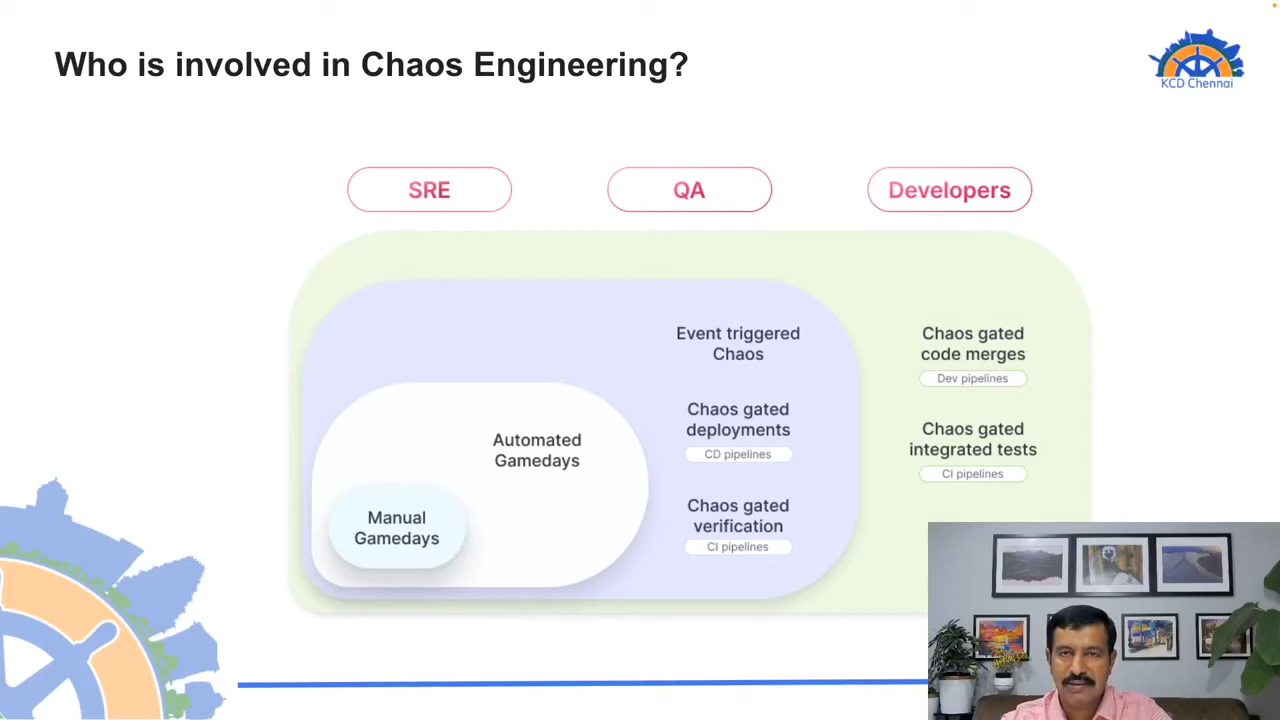 Who is involved in Chaos Engineering?
KCD Chennai
SRE
QA
Developers
Event triggered
Chaos
Chaos gated
code merges
Dev pipelines
Chaos gated
deployments
CD pipelines
Chaos gated
integrated tests
CI pipelines
Automated
Gamedays
Chaos gated
verification
CI pipelines
Manual
Gamedays